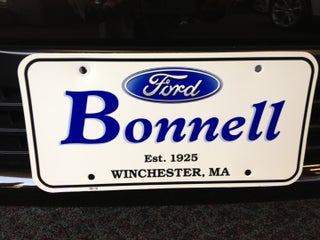 Ford
Bonnell
Est. 1925
WINCHESTER, MA